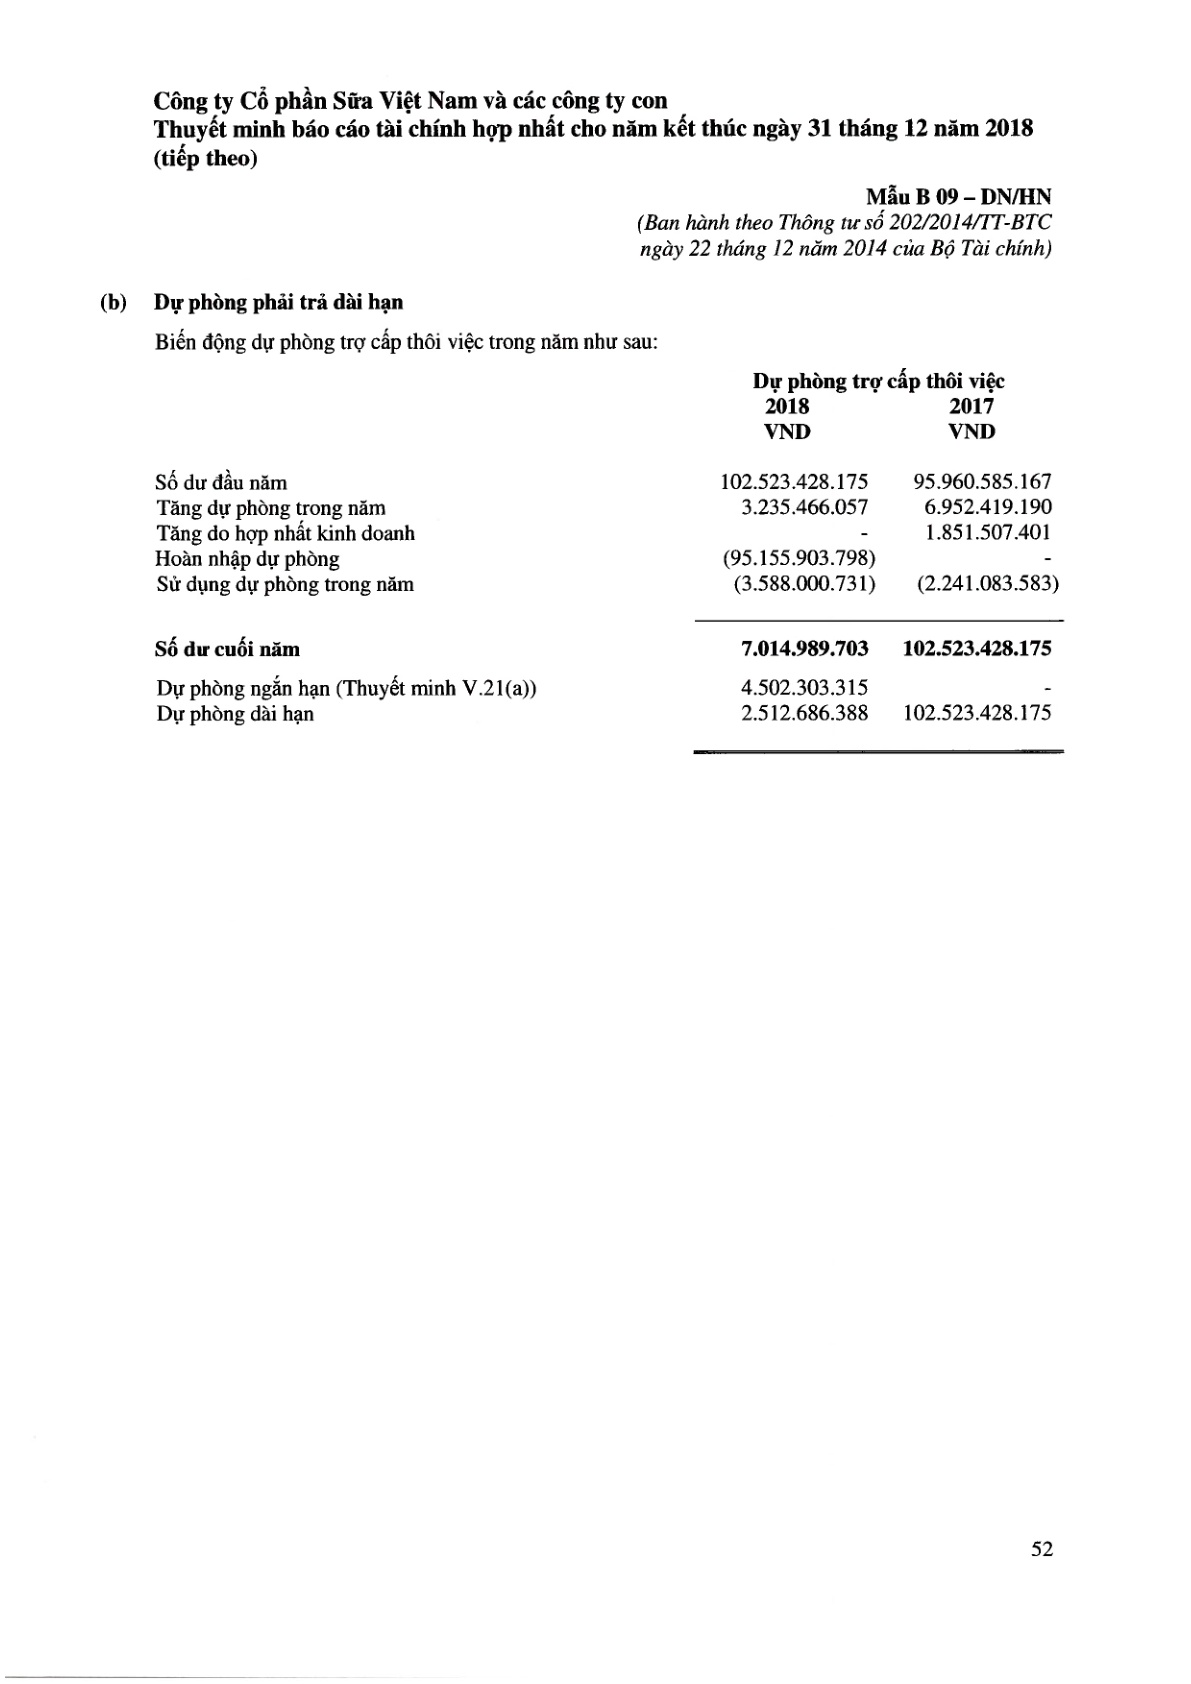 Công ty Cổ phần Sữa Việt Nam và các công ty con
Thuyết minh báo cáo tài chính hợp nhất cho năm kết thúc ngày 31 tháng 12 năm 2018
(tiếp theo)
Mẫu B 09 – DN/HN
(Ban hành theo Thông tư số 202/2014/TT-BTC
ngày 22 tháng 12 năm 2014 của Bộ Tài chính)
(b) Dự phòng phải trả dài hạn
Biến động dự phòng trợ cấp thôi việc trong năm như sau:
Dự phòng trợ cấp thôi việc
2018 2017
VND VND
Số dư đầu năm 102.523.428.175 95.960.585.167
Tăng dự phòng trong năm 3.235.466.057 6.952.419.190
Tăng do hợp nhất kinh doanh - 1.851.507.401
Hoàn nhập dự phòng (95.155.903.798) -
Sử dụng dự phòng trong năm (3.588.000.731) (2.241.083.583)
Số dư cuối năm 7.014.989.703 102.523.428.175
Dự phòng ngắn hạn (Thuyết minh V.21(a)) 4.502.303.315 -
Dự phòng dài hạn 2.512.686.388 102.523.428.175
52